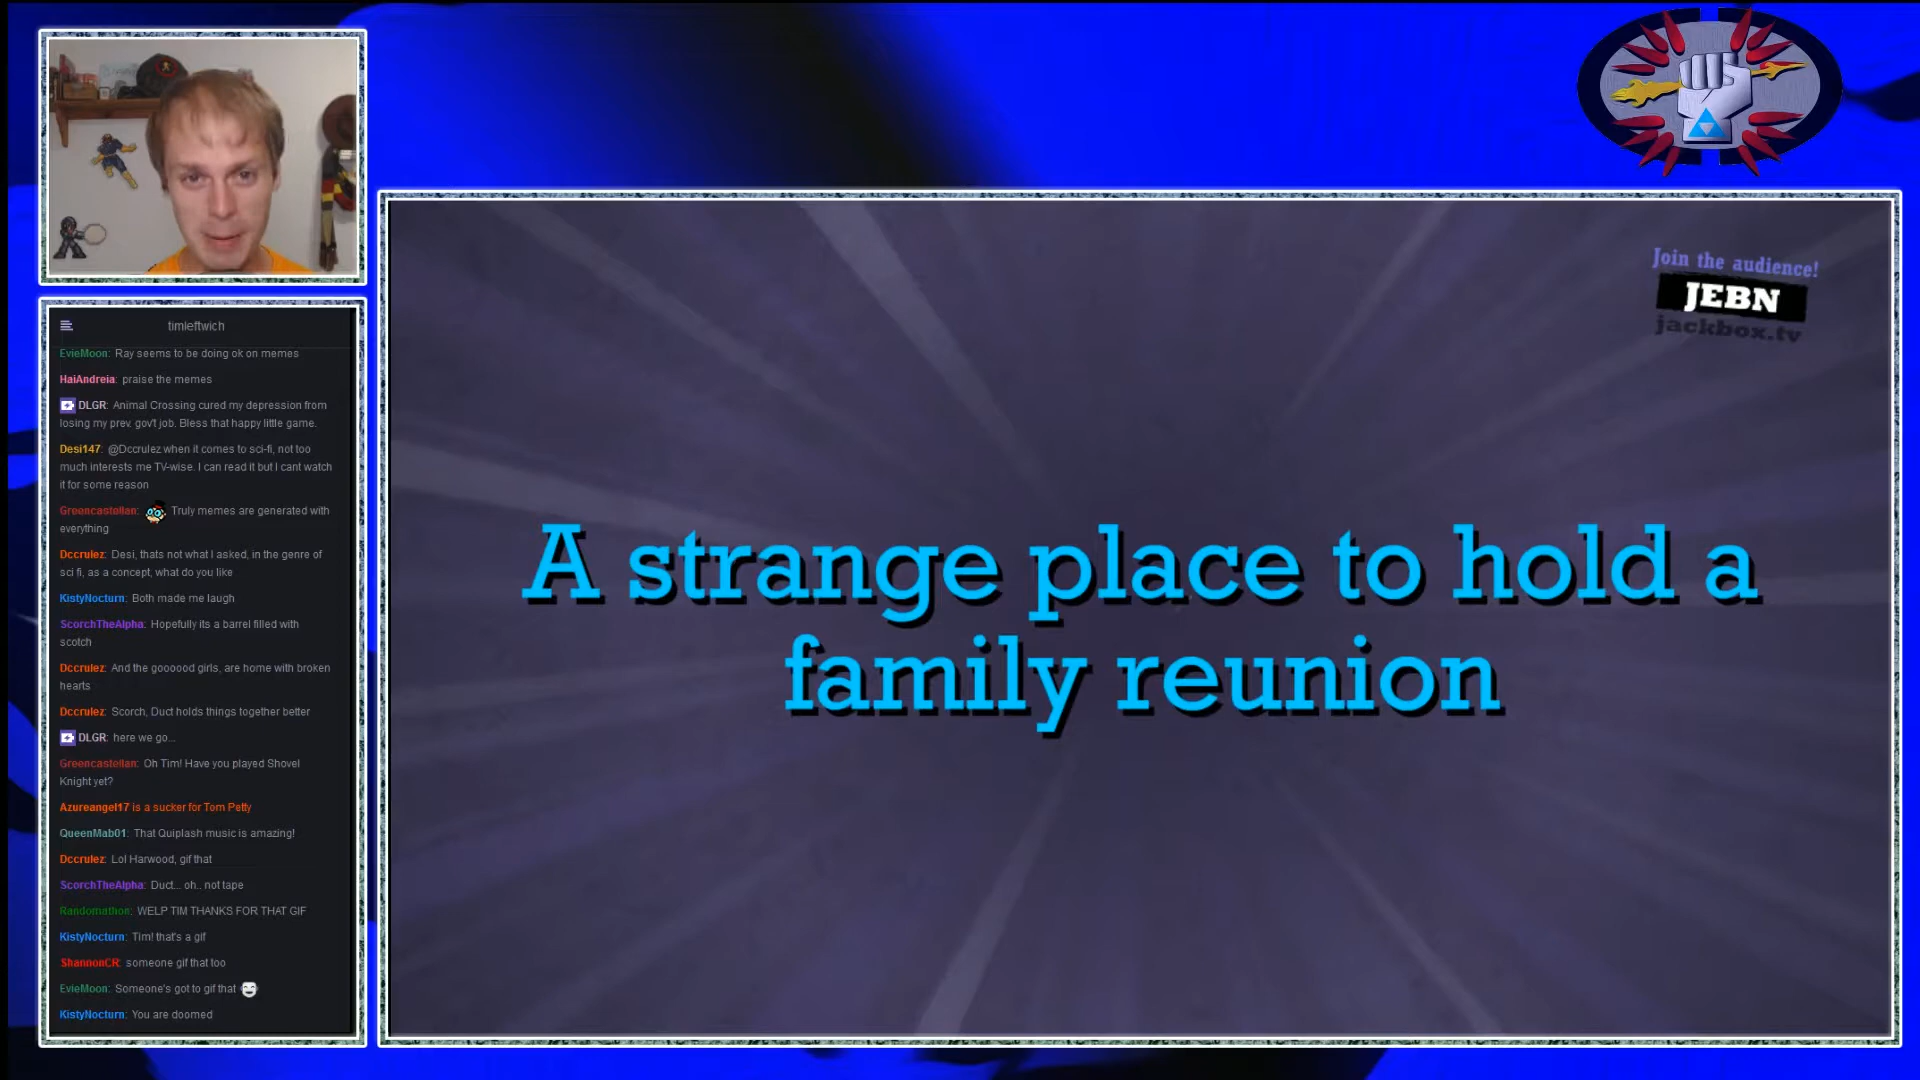 timleftwich
EvieMoon: Ray seems to be doing ok on memes
HaiAndreia: praise the memes
DLGR: Animal Crossing cured my depression from
losing my prev. gov't job. Bless that happy little game.
Desi147: @Dccrulez when it comes to sci-fi, not too
much interests me TV-wise. I can read it but I cant watch
it for some reason
Greencastellan: Truly memes are generated with
everything
Dccrulez: Desi, thats not what I asked, in the genre of
sci fi, as a concept, what do you like
KistyNocturn: Both made me laugh
ScorchTheAlpha: Hopefully its a barrel filled with
scotch
Dccrulez: And the goooood girls, are home with broken
hearts
Dccrulez: Scorch, Duct holds things together better
DLGR: here we go...
Greencastellan: Oh Tim! Have you played Shovel
Knight yet?
Azureangel17 is a sucker for Tom Petty
QueenMab01: That Quiplash music is amazing!
Dccrulez: Lol Harwood, gif that
ScorchTheAlpha: Duct... oh.. not tape
Randomathon: WELP TIM THANKS FOR THAT GIF
KistyNocturn: Tim! that's a gif
ShannonCR: someone gif that too
EvieMoon: Someone's got to gif that
KistyNocturn: You are doomed
Join the audience!
JEBN
jackbox.tv
A strange place to hold a
family reunion